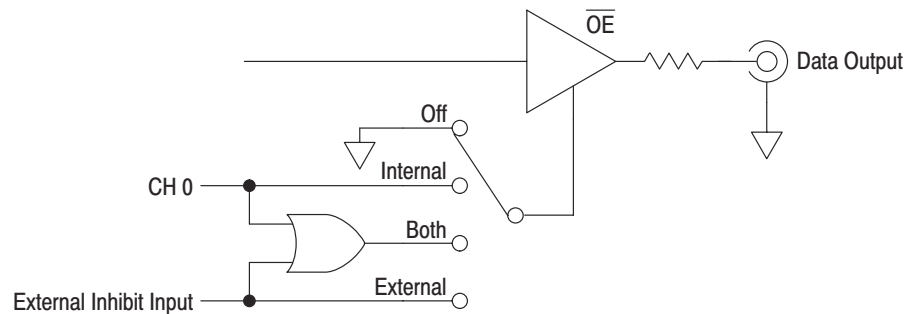 OE
Data Output
Off
Internal
CH 0
Both
External
External Inhibit Input